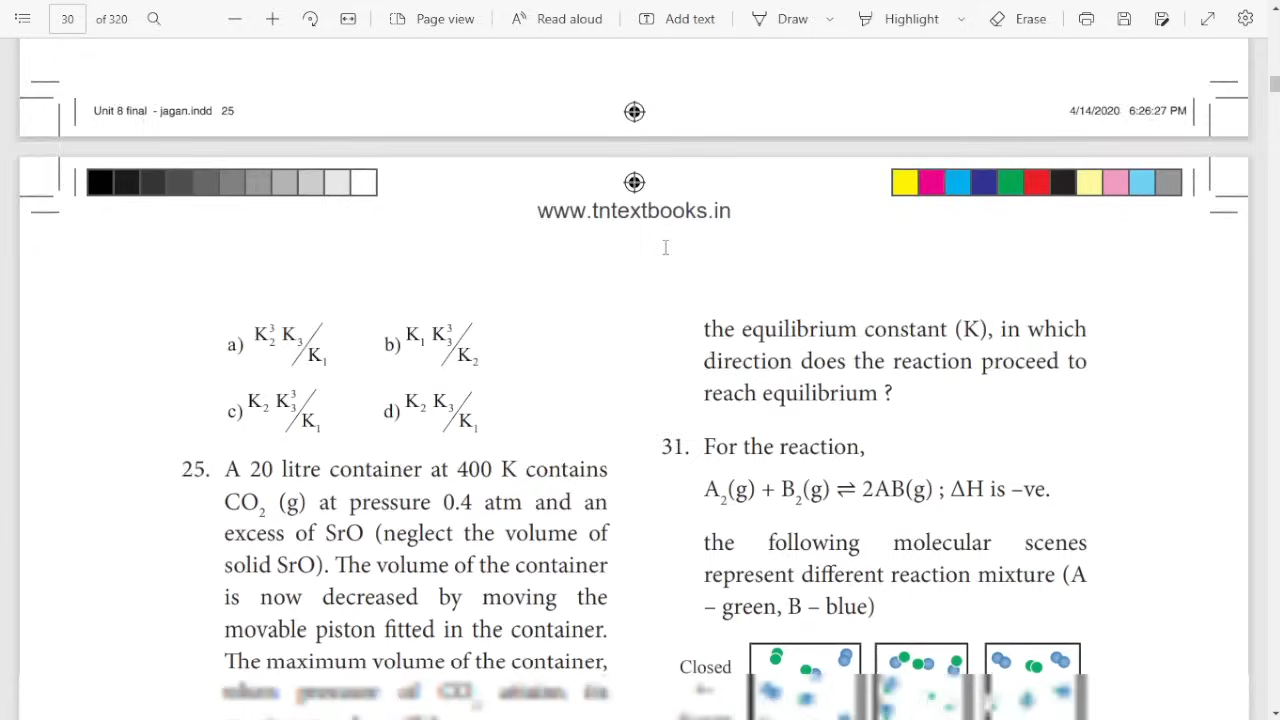 30 of 320 Page view Read aloud Add text Draw Highlight Erase
Unit 8 final - jagan.indd 25 4/14/2020 6:26:27 PM
www.tntextbooks.in
a) K₂³ K₃/K₁ b) K₁ K₃³/K₂
c) K₂ K₃³/K₁ d) K₂ K₃/K₁
25. A 20 litre container at 400 K contains
CO₂ (g) at pressure 0.4 atm and an
excess of SrO (neglect the volume of
solid SrO). The volume of the container
is now decreased by moving the
movable piston fitted in the container.
The maximum volume of the container,
the equilibrium constant (K), in which
direction does the reaction proceed to
reach equilibrium ?
31. For the reaction,
A₂(g) + B₂(g) ⇌ 2AB(g) ; ΔH is –ve.
the following molecular scenes
represent different reaction mixture (A
– green, B – blue)
Closed